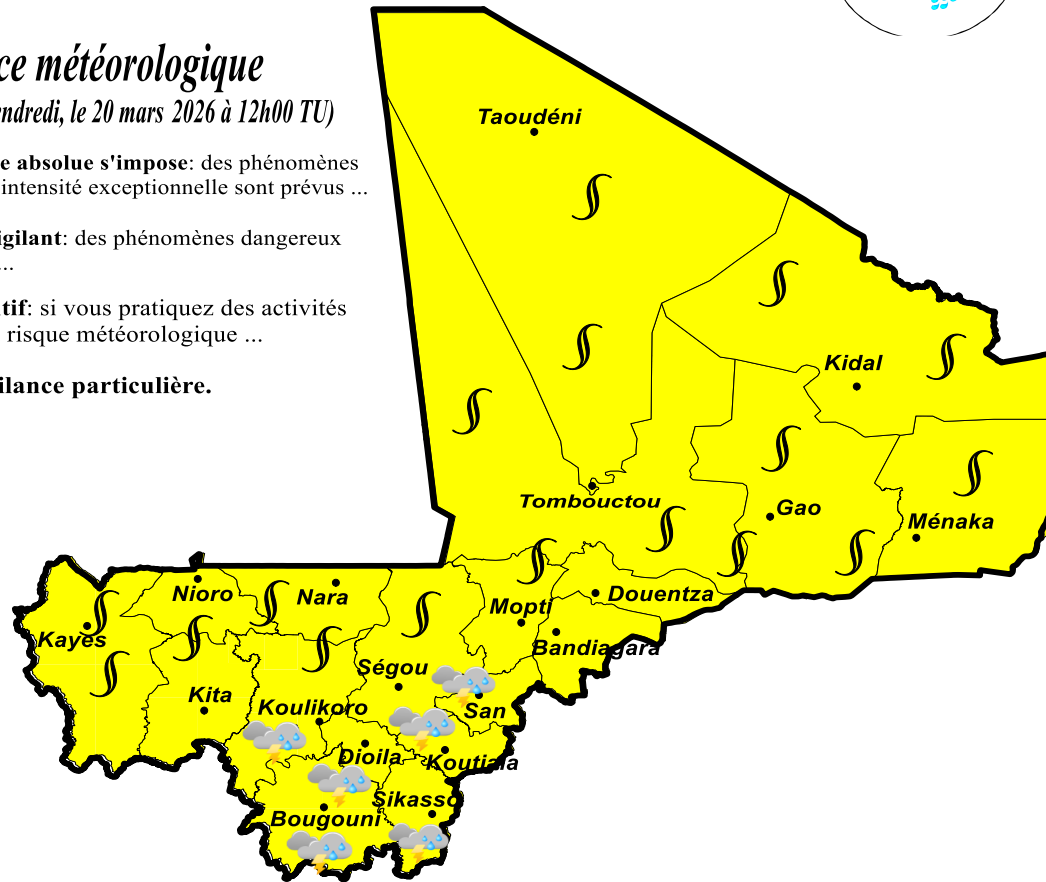 ce météorologique
endredi, le 20 mars 2026 à 12h00 TU)
e absolue s'impose: des phénomènes
intensité exceptionnelle sont prévus ...
igilant: des phénomènes dangereux
...
tif: si vous pratiquez des activités
risque météorologique ...
ilance particulière.
Taoudéni
Kidal
Tombouctou
Gao
Ménaka
Nioro
Nara
Mopti
Douentza
Kayes
Bandiagara
Ségou
Kita
Koulikoro
San
Dioila
Koutiala
Sikasso
Bougouni